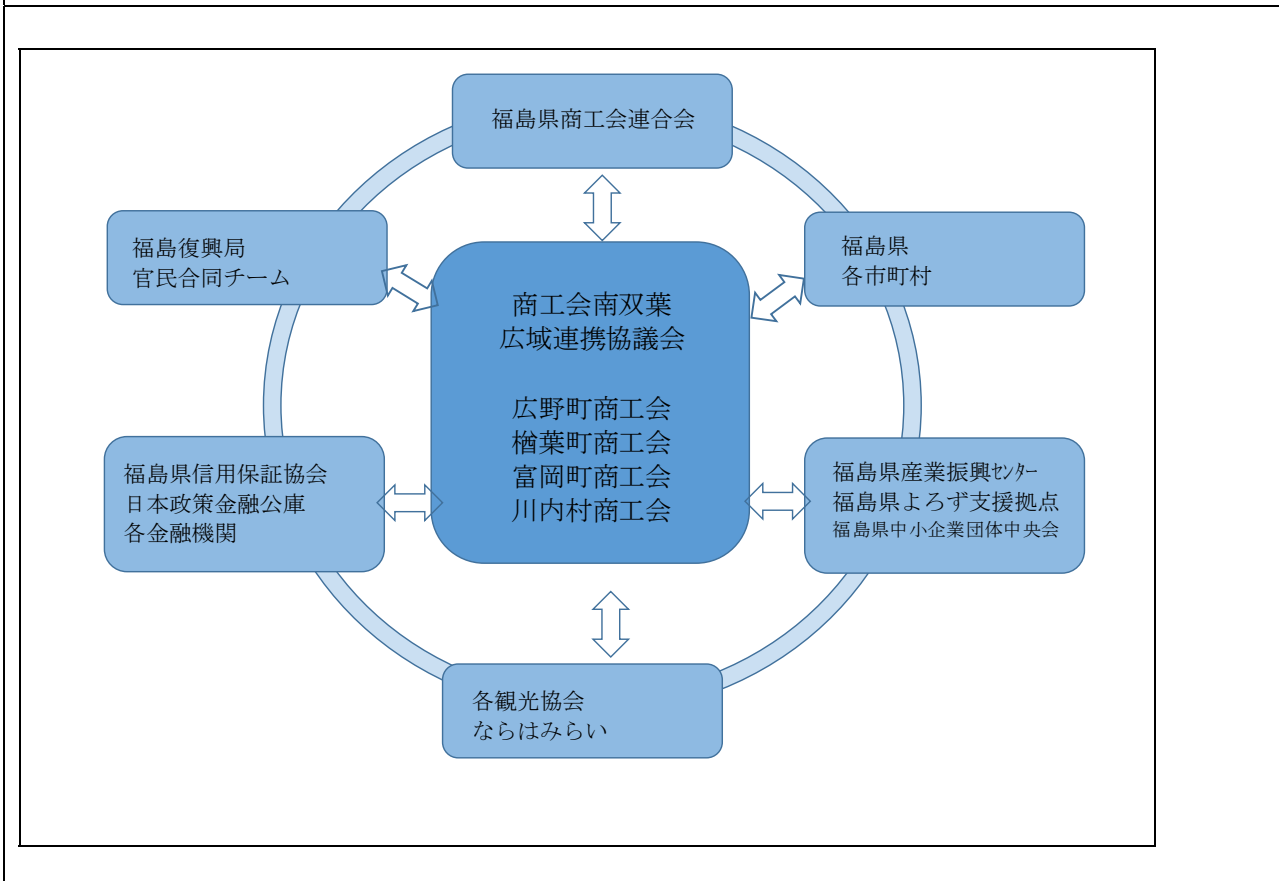 福島県商工会連合会
福島復興局
官民合同チーム
福島県
各市町村
商工会南双葉
広域連携協議会
広野町商工会
楢葉町商工会
富岡町商工会
川内村商工会
福島県信用保証協会
日本政策金融公庫
各金融機関
福島県産業振興ｾﾝﾀｰ
福島県よろず支援拠点
福島県中小企業団体中央会
各観光協会
ならはみらい